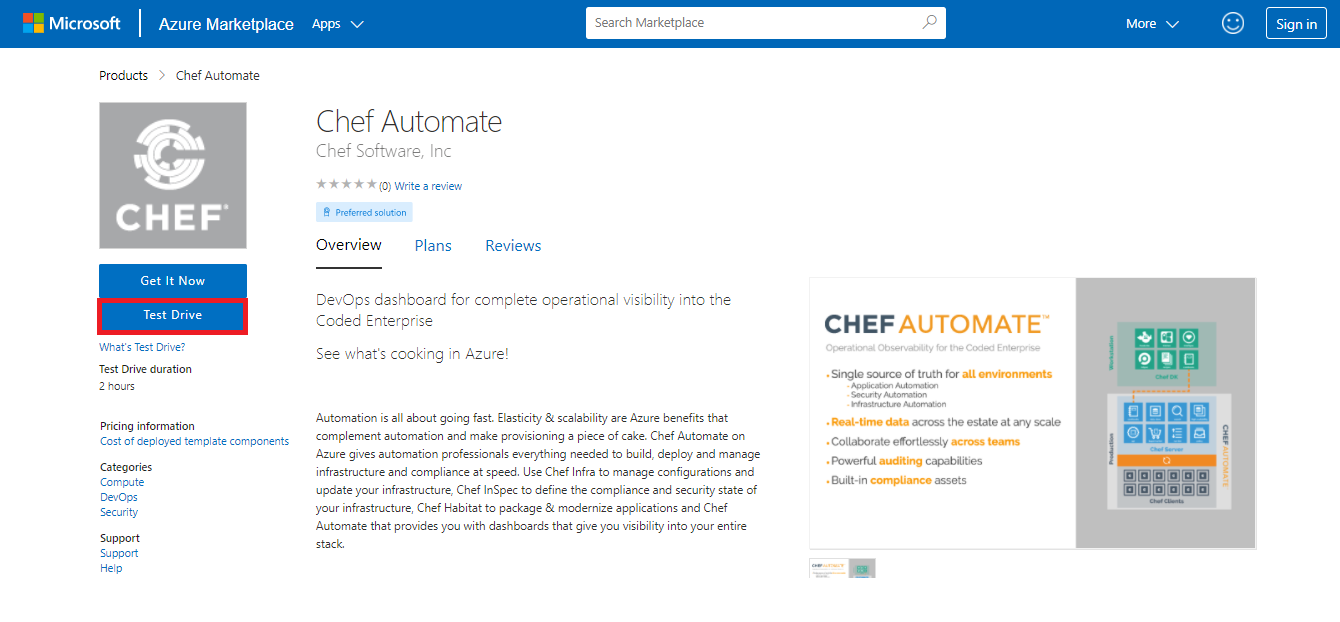 Microsoft
Azure Marketplace
Apps
Search Marketplace
More
Sign in
Products > Chef Automate
CHEF
Chef Automate
Chef Software, Inc
(0) Write a review
Preferred solution
Get It Now
Test Drive
What's Test Drive?
Test Drive duration
2 hours
Pricing information
Cost of deployed template components
Categories
Compute
DevOps
Security
Support
Support
Help
Overview
Plans
Reviews
DevOps dashboard for complete operational visibility into the
Coded Enterprise
See what's cooking in Azure!
Automation is all about going fast. Elasticity & scalability are Azure benefits that
complement automation and make provisioning a piece of cake. Chef Automate on
Azure gives automation professionals everything needed to build, deploy and manage
infrastructure and compliance at speed. Use Chef Infra to manage configurations and
update your infrastructure, Chef InSpec to define the compliance and security state of
your infrastructure, Chef Habitat to package & modernize applications and Chef
Automate that provides you with dashboards that give you visibility into your entire
stack.
CHEF AUTOMATE™
Operational Observability for the Coded Enterprise
• Single source of truth for all environments
- Application Automation
- Security Automation
- Infrastructure Automation
• Real-time data across the estate at any scale
• Collaborate effortlessly across teams
• Powerful auditing capabilities
• Built-in compliance assets
Workstation
Chef DK
Production
Chef Server
CHEF AUTOMATE
Chef Clients
CHEF AUTOMATE